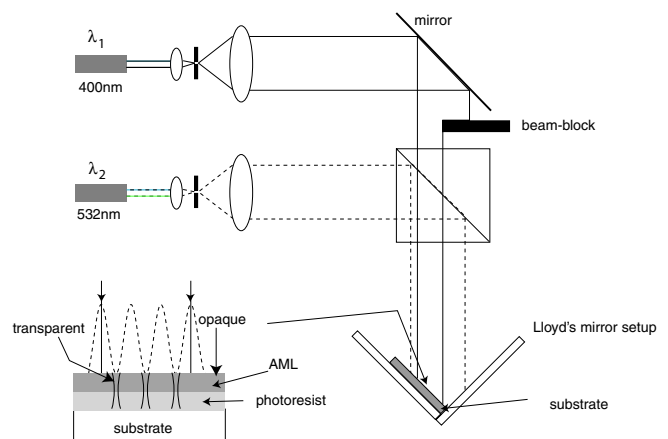 mirror
λ1
400nm
beam-block
λ2
532nm
transparent
opaque
Lloyd's mirror setup
AML
photoresist
substrate
substrate